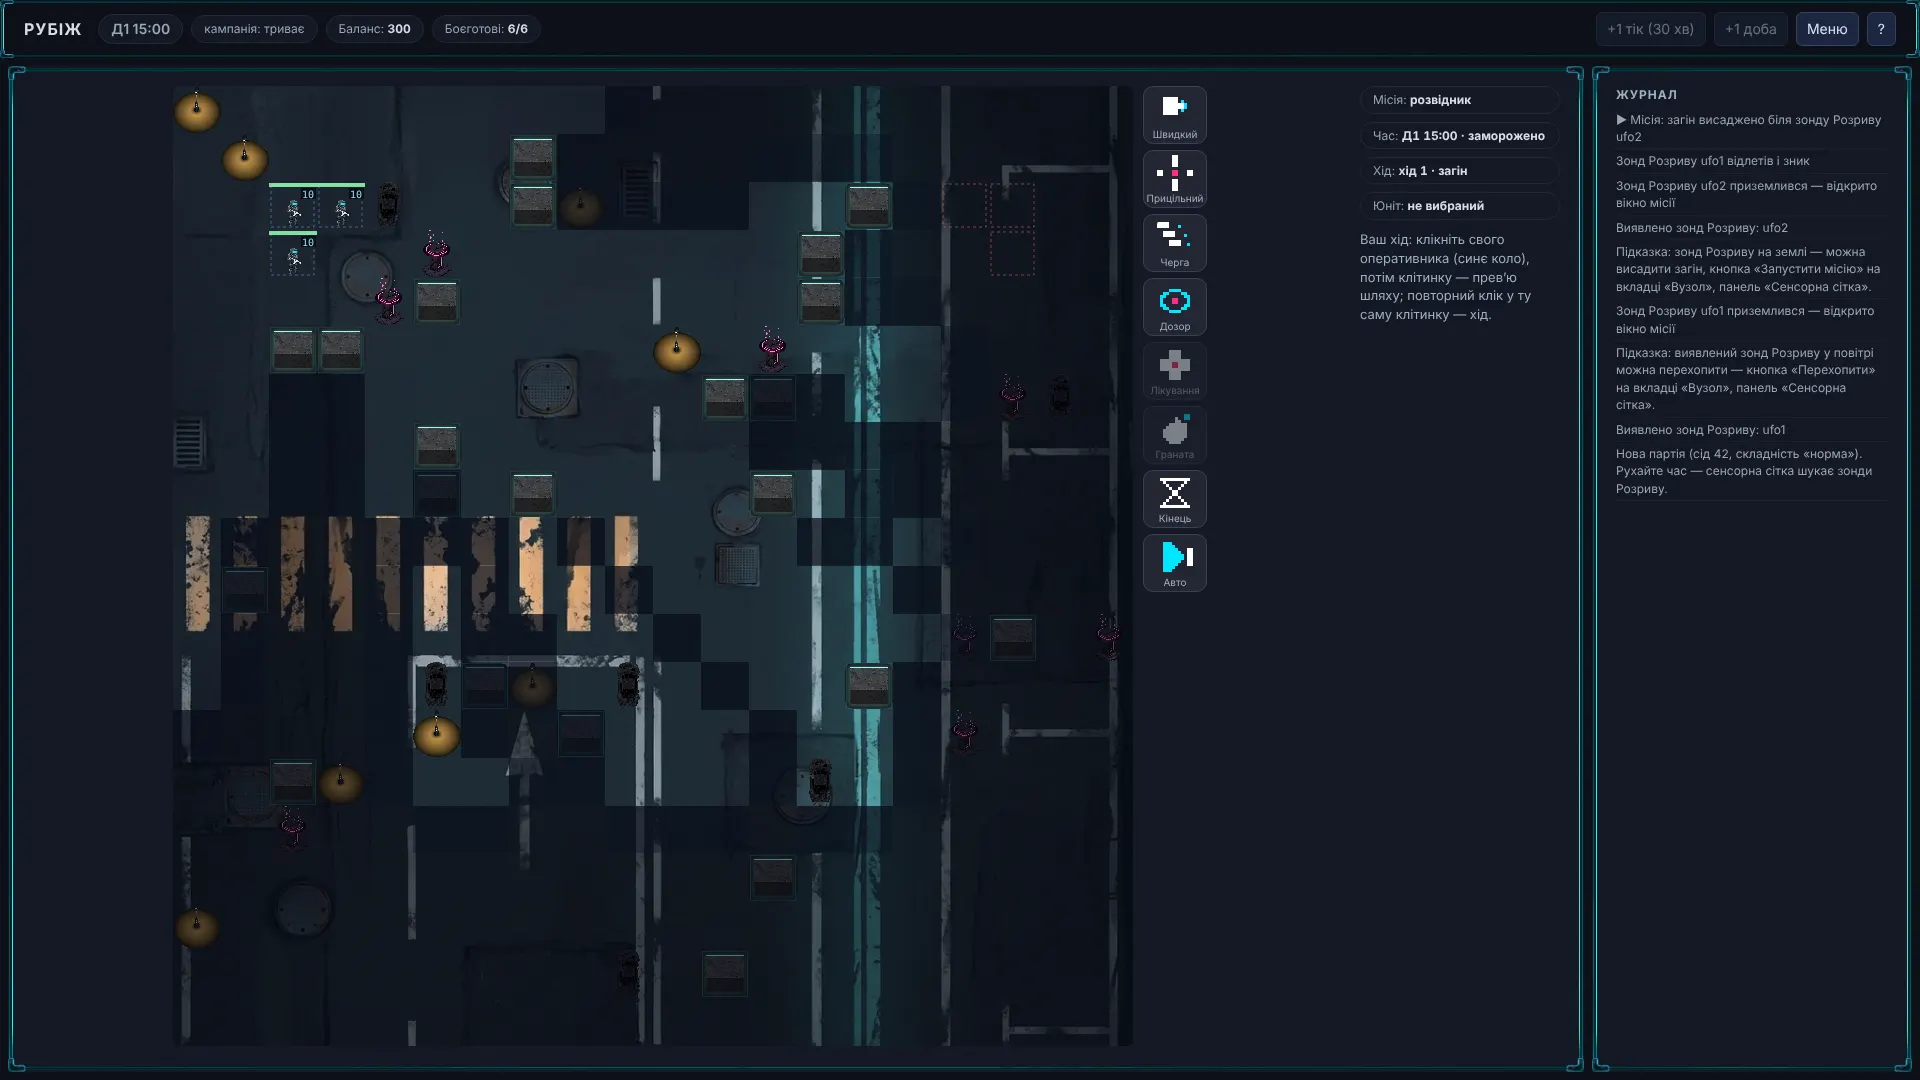 РУБІЖ
Д1 15:00
кампанія: триває
Баланс: 300
Боєготові: 6/6
+1 тік (30 хв)
+1 доба
Меню
?
10
10
10
Швидкий
Прицільний
Черга
Дозор
Лікування
Граната
Кінець
Авто
Місія: розвідник
Час: Д1 15:00 · заморожено
Хід: хід 1 · загін
Юніт: не вибраний
Ваш хід: клікніть свого
оперативника (синє коло),
потім клітинку — прев'ю
шляху; повторний клік у ту
саму клітинку — хід.
ЖУРНАЛ
▶ Місія: загін висаджено біля зонду Розриву
ufo2
Зонд Розриву ufo1 відлетів і зник
Зонд Розриву ufo2 приземлився — відкрито
вікно місії
Виявлено зонд Розриву: ufo2
Підказка: зонд Розриву на землі — можна
висадити загін, кнопка «Запустити місію» на
вкладці «Вузол», панель «Сенсорна сітка».
Зонд Розриву ufo1 приземлився — відкрито
вікно місії
Підказка: виявлений зонд Розриву у повітрі
можна перехопити — кнопка «Перехопити»
на вкладці «Вузол», панель «Сенсорна
сітка».
Виявлено зонд Розриву: ufo1
Нова партія (сід 42, складність «норма»).
Рухайте час — сенсорна сітка шукає зонди
Розриву.